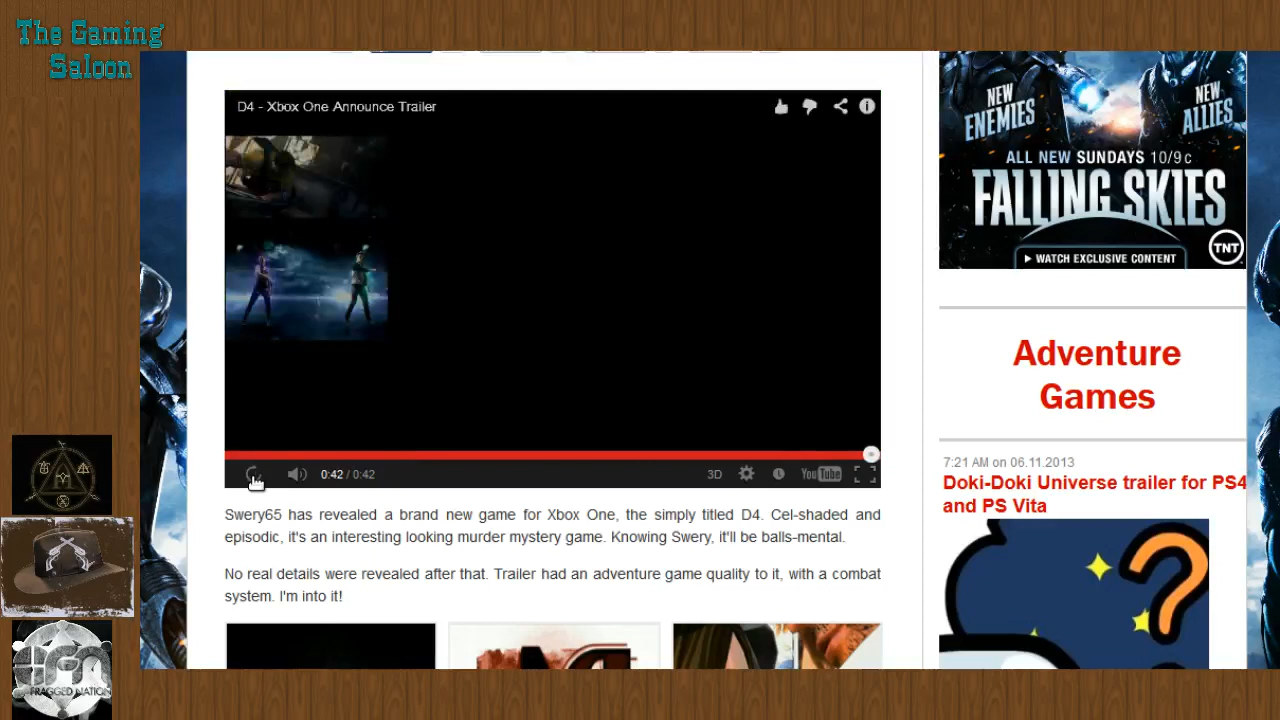 The Gaming
Saloon
D4 - Xbox One Announce Trailer
0:42 / 0:42
3D
YouTube
Swery65 has revealed a brand new game for Xbox One, the simply titled D4. Cel-shaded and
episodic, it's an interesting looking murder mystery game. Knowing Swery, it'll be balls-mental.
No real details were revealed after that. Trailer had an adventure game quality to it, with a combat
system. I'm into it!
NEW
ENEMIES
NEW
ALLIES
ALL NEW SUNDAYS 10/9c
FALLING SKIES
TNT
WATCH EXCLUSIVE CONTENT
Adventure
Games
7:21 AM on 06.11.2013
Doki-Doki Universe trailer for PS4
and PS Vita
?
FRAGGED NATION